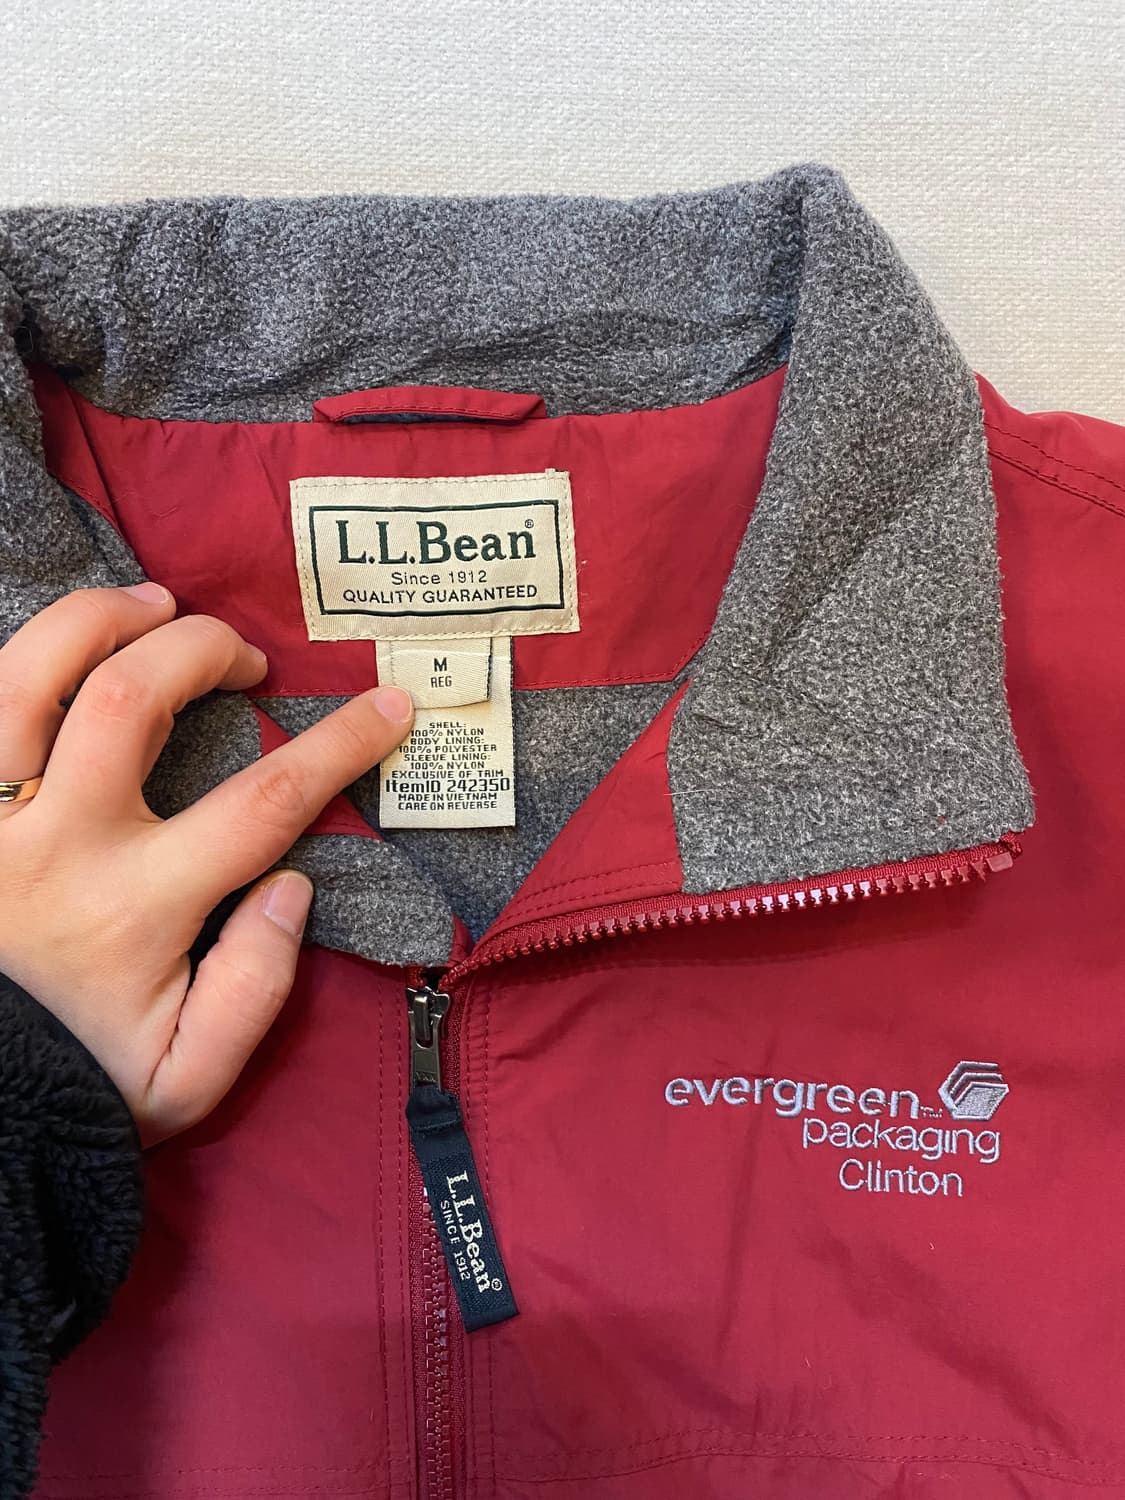 L.L.Bean®
Since 1912
QUALITY GUARANTEED
M
REG
SHELL:
100% NYLON
BODY LINING:
100% POLYESTER
SLEEVE LINING:
100% NYLON
EXCLUSIVE OF TRIM
ItemID 242350
MADE IN VIETNAM
CARE ON REVERSE
evergreen™
packaging
Clinton
L.L.Bean®
SINCE 1912